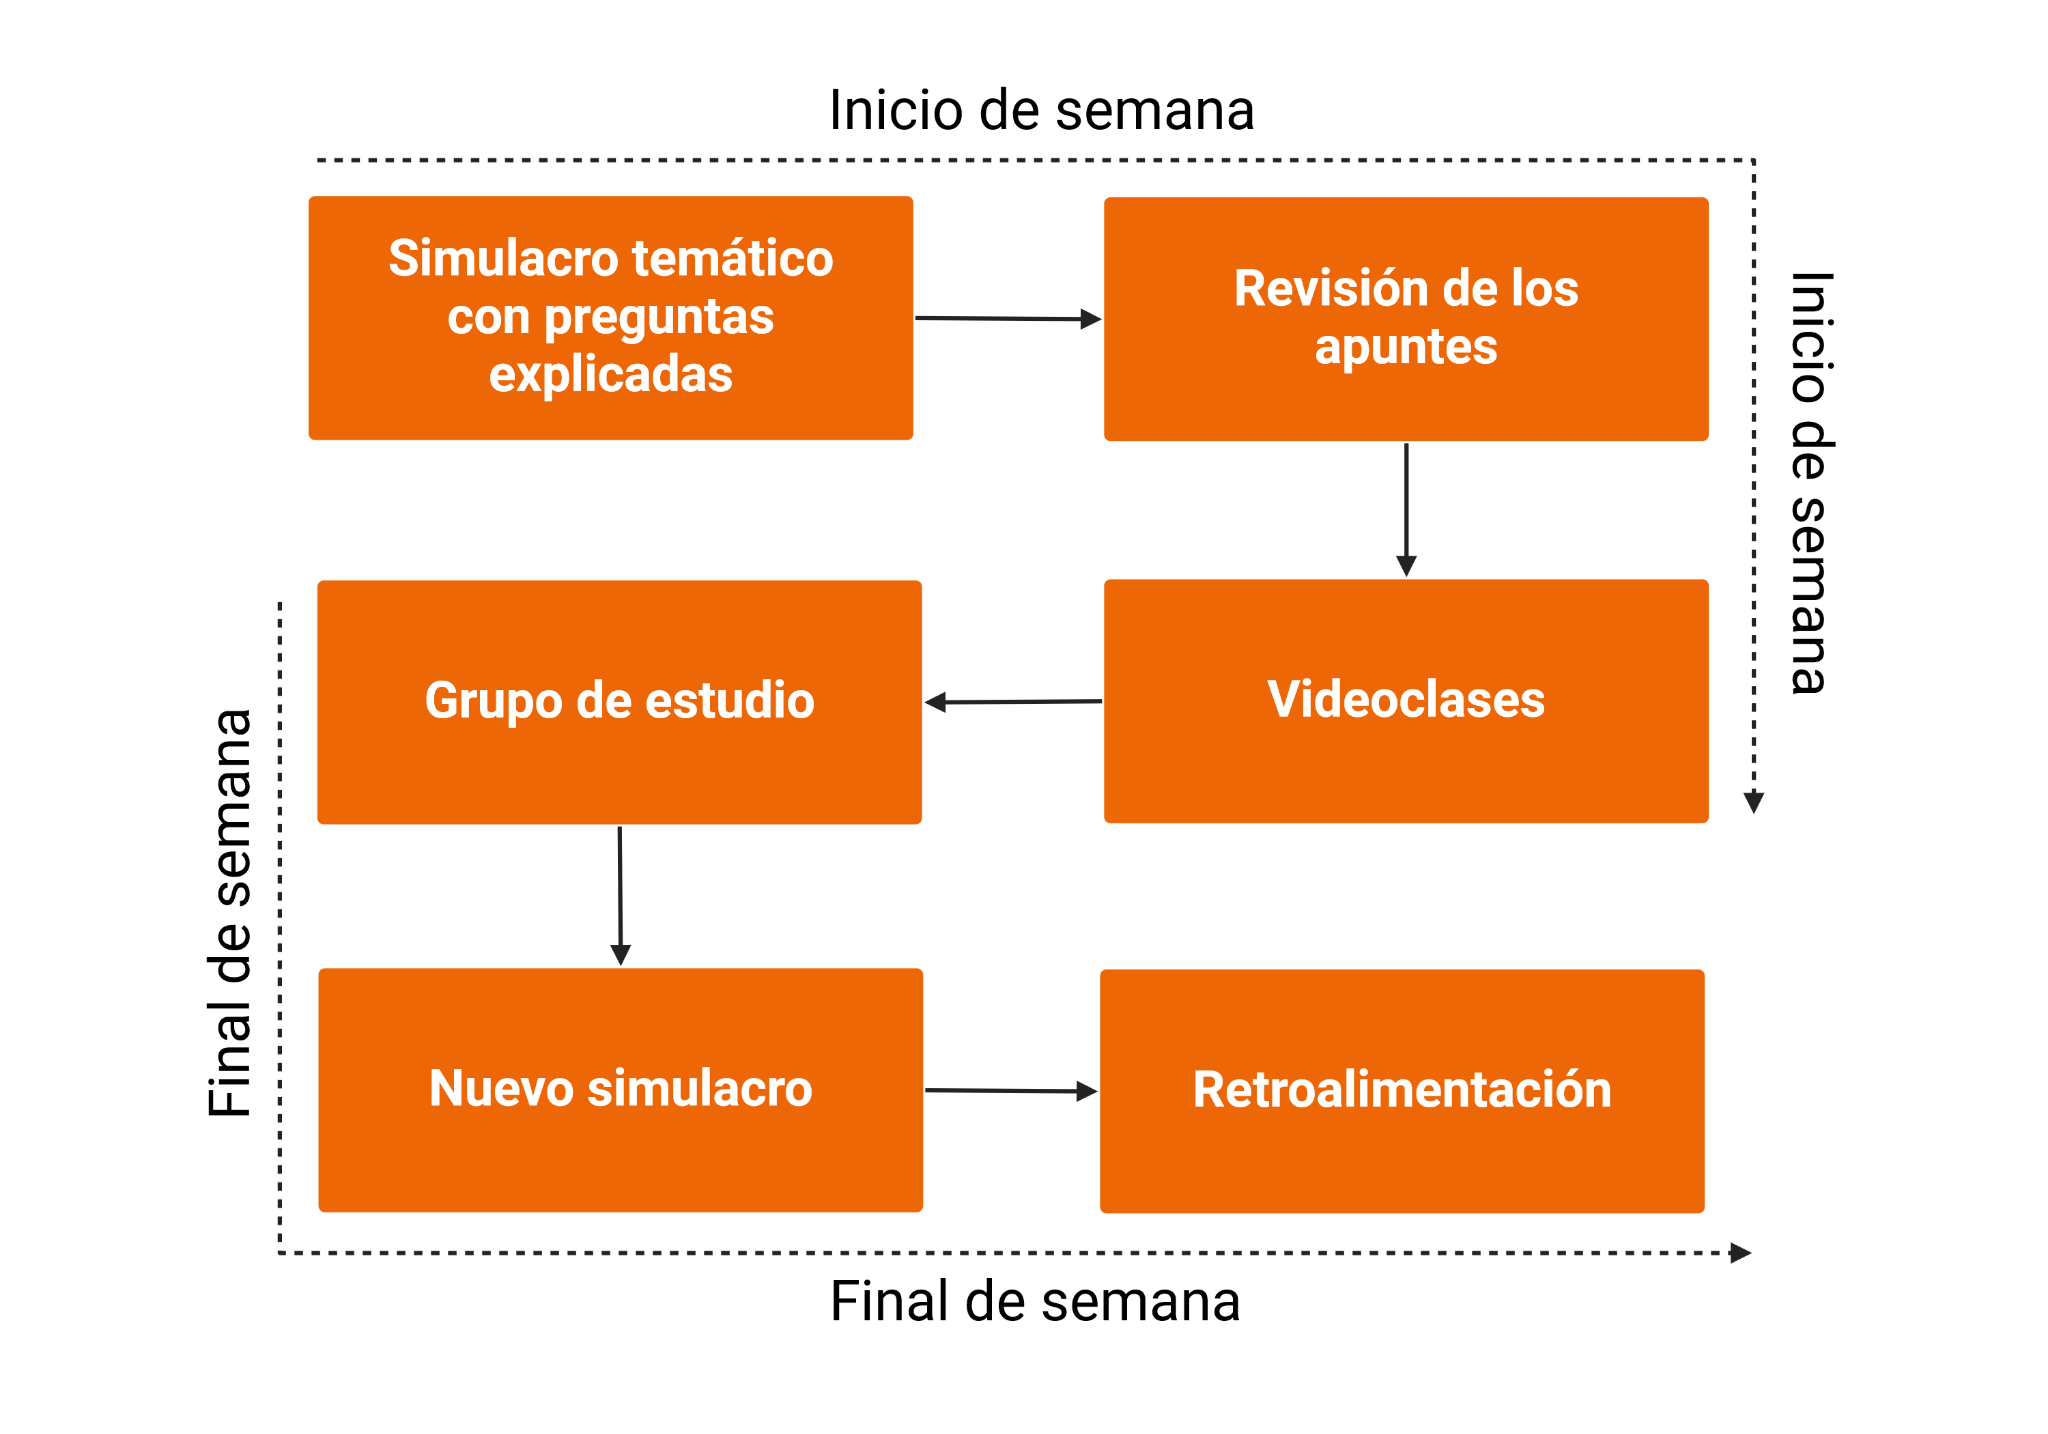 Inicio de semana
Simulacro temático
con preguntas
explicadas
Revisión de los
apuntes
Inicio de semana
Grupo de estudio
Videoclases
Final de semana
Nuevo simulacro
Retroalimentación
Final de semana